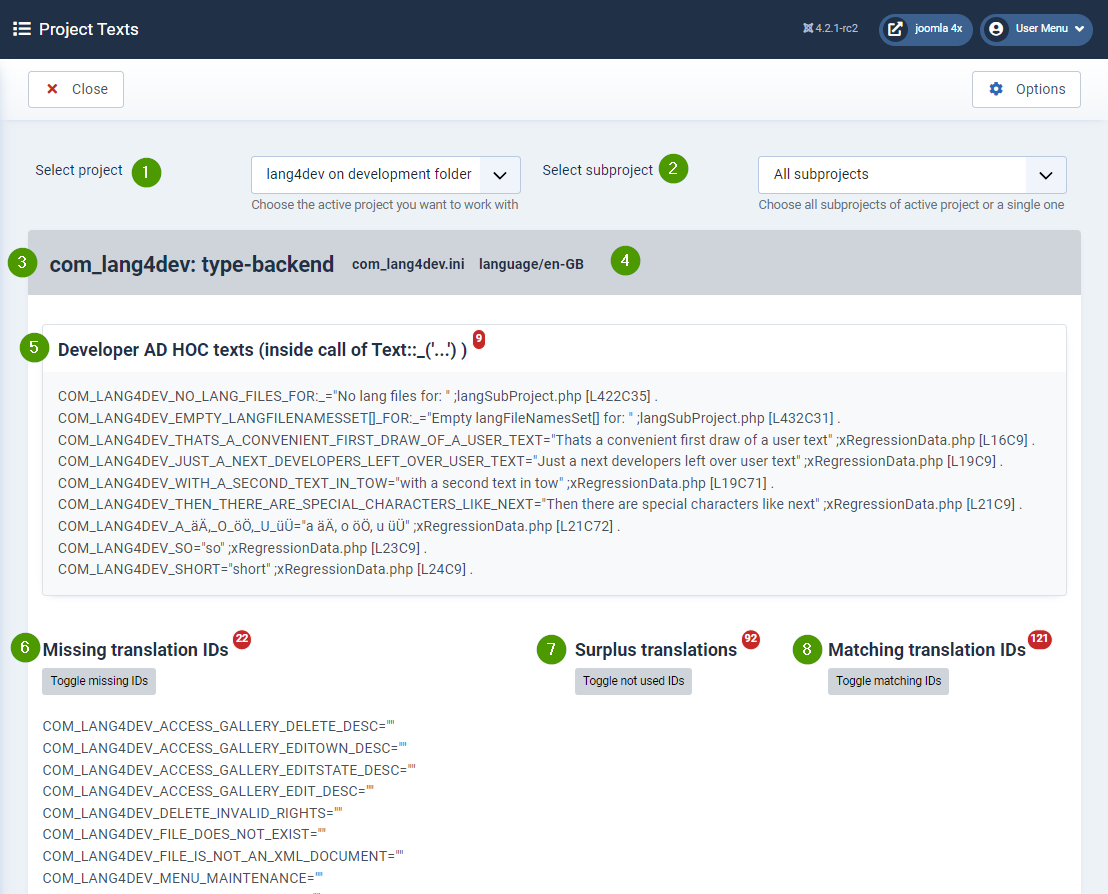 Project Texts 4.2.1-rc2 joomla 4x User Menu
Close Options
Select project 1 lang4dev on development folder Select subproject 2 All subprojects
Choose the active project you want to work with Choose all subprojects of active project or a single one
3 com_lang4dev: type-backend com_lang4dev.ini language/en-GB 4
5 Developer AD HOC texts (inside call of Text::_('...') ) 9
COM_LANG4DEV_NO_LANG_FILES_FOR:_="No lang files for: " ;langSubProject.php [L422C35] .
COM_LANG4DEV_EMPTY_LANGFILENAMESSET[]_FOR:_="Empty langFileNamesSet[] for: " ;langSubProject.php [L432C31] .
COM_LANG4DEV_THATS_A_CONVENIENT_FIRST_DRAW_OF_A_USER_TEXT="Thats a convenient first draw of a user text" ;xRegressionData.php [L16C9] .
COM_LANG4DEV_JUST_A_NEXT_DEVELOPERS_LEFT_OVER_USER_TEXT="Just a next developers left over user text" ;xRegressionData.php [L19C9] .
COM_LANG4DEV_WITH_A_SECOND_TEXT_IN_TOW="with a second text in tow" ;xRegressionData.php [L19C71] .
COM_LANG4DEV_THEN_THERE_ARE_SPECIAL_CHARACTERS_LIKE_NEXT="Then there are special characters like next" ;xRegressionData.php [L21C9] .
COM_LANG4DEV_A_äÄ,_O_öÖ,_U_üÜ="a äÄ, o öÖ, u üÜ" ;xRegressionData.php [L21C72] .
COM_LANG4DEV_SO="so" ;xRegressionData.php [L23C9] .
COM_LANG4DEV_SHORT="short" ;xRegressionData.php [L24C9] .
6 Missing translation IDs 22 7 Surplus translations 92 8 Matching translation IDs 121
Toggle missing IDs Toggle not used IDs Toggle matching IDs
COM_LANG4DEV_ACCESS_GALLERY_DELETE_DESC=""
COM_LANG4DEV_ACCESS_GALLERY_EDITOWN_DESC=""
COM_LANG4DEV_ACCESS_GALLERY_EDITSTATE_DESC=""
COM_LANG4DEV_ACCESS_GALLERY_EDIT_DESC=""
COM_LANG4DEV_DELETE_INVALID_RIGHTS=""
COM_LANG4DEV_FILE_DOES_NOT_EXIST=""
COM_LANG4DEV_FILE_IS_NOT_AN_XML_DOCUMENT=""
COM_LANG4DEV_MENU_MAINTENANCE=""